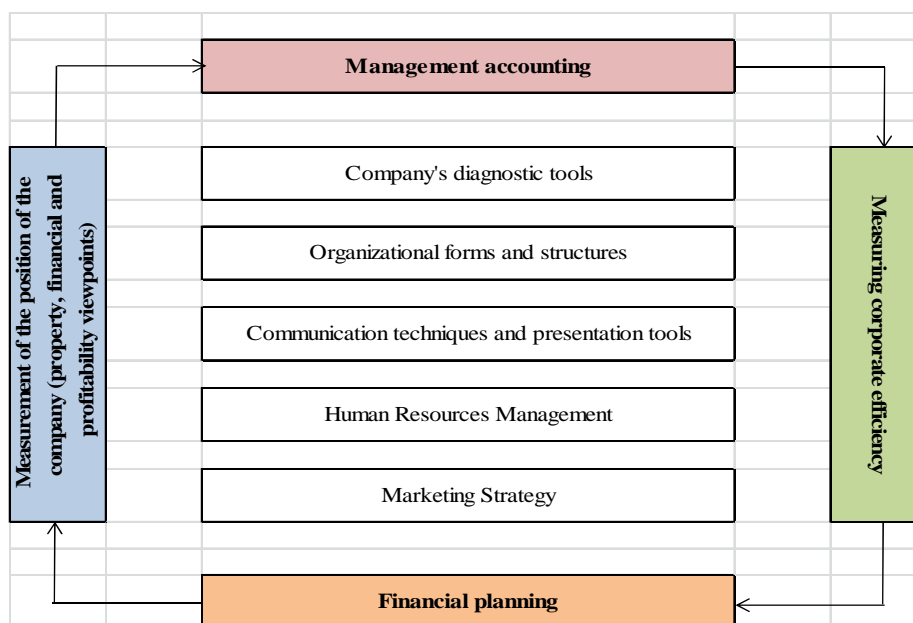 Management accounting
Measurement of the position of the
company (property, financial and
profitability viewpoints)
Company's diagnostic tools
Organizational forms and structures
Communication techniques and presentation tools
Human Resources Management
Marketing Strategy
Measuring corporate efficiency
Financial planning